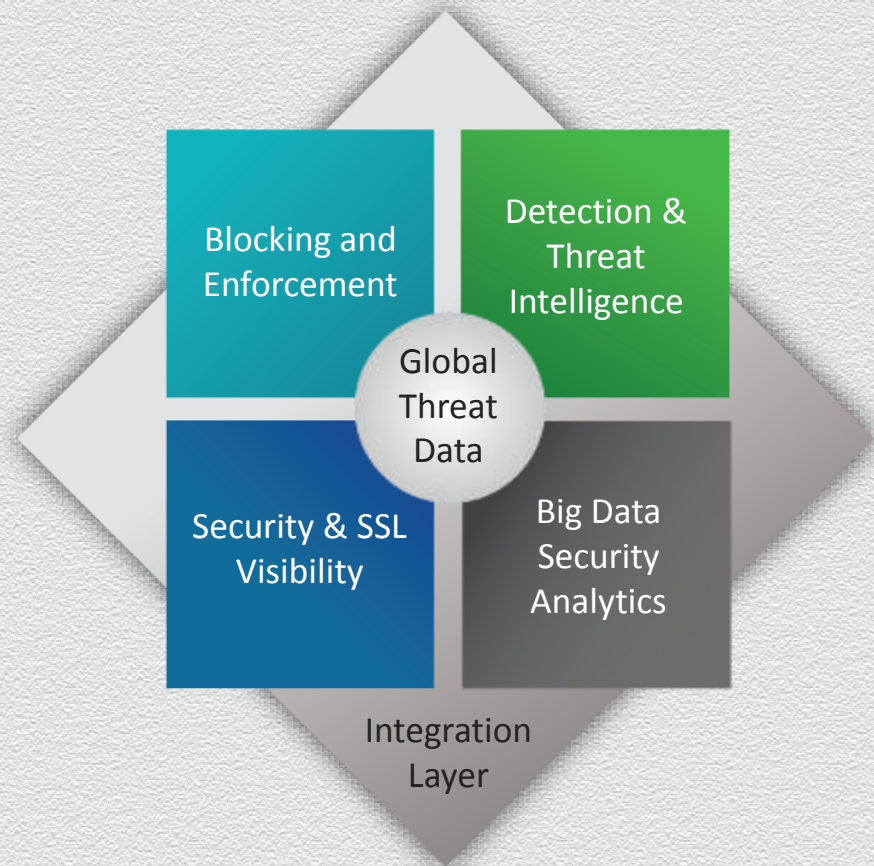 Blocking and
Enforcement
Detection &
Threat
Intelligence
Global
Threat
Data
Security & SSL
Visibility
Big Data
Security
Analytics
Integration
Layer